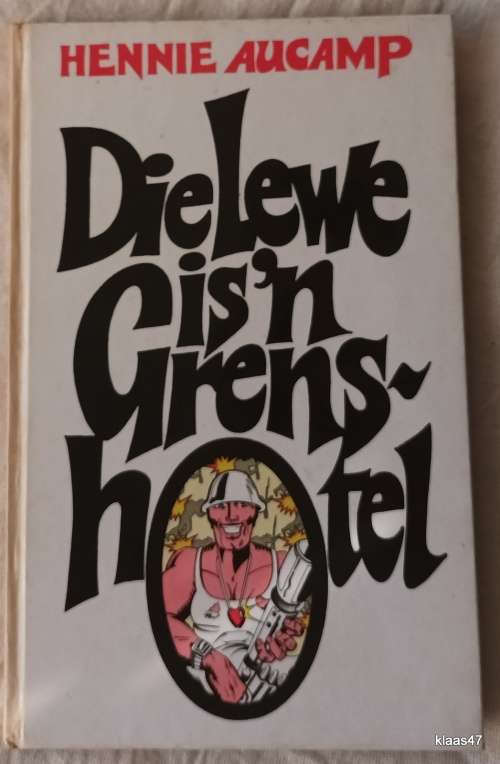 HENNIE AUCAMP
Die lewe
is 'n
Grens-
hotel
klaas47